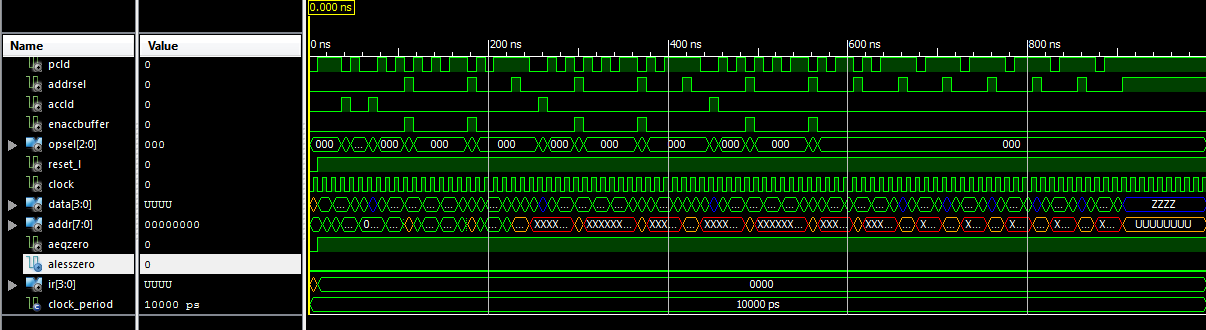 0.000 ns
Name Value 0 ns 200 ns 400 ns 600 ns 800 ns
pcld 0
addrsel 0
accld 0
enaccbuffer 0
opsel[2:0] 000 000 ... 000 000 000 000 000 000 000 000 000
reset_l 0
clock 0
data[3:0] UUUU ZZZZ
addr[7:0] 00000000 0... XXXX... XXXXXX... XXX... XXXX... XXXXXX... XXX... XXX... X... X... X... X... X... UUUUUUUU
aeqzero 0
alesszero 0
ir[3:0] UUUU 0000
clock_period 10000 ps 10000 ps